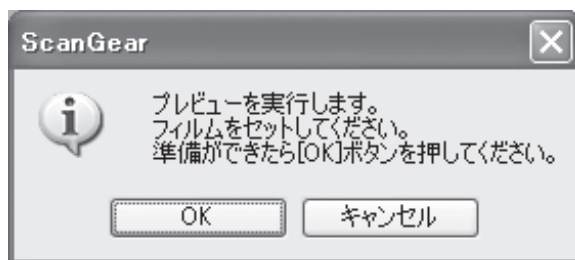 ScanGear
プレビューを実行します。
フィルムをセットしてください。
準備ができたら[OK]ボタンを押してください。
OK キャンセル